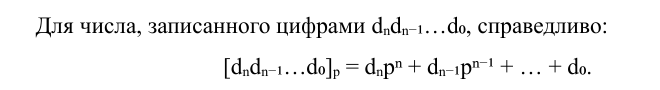 Для числа, записанного цифрами dₙdₙ₋₁…d₀, справедливо:
[dₙdₙ₋₁…d₀]ₚ = dₙpⁿ + dₙ₋₁pⁿ⁻¹ + … + d₀.